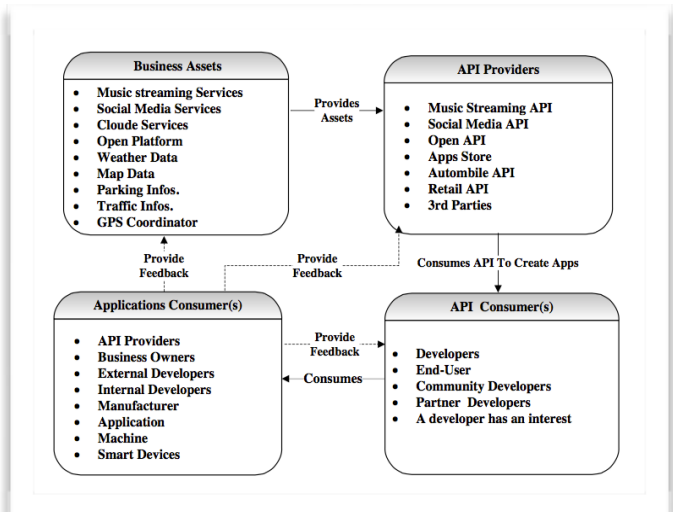 Business Assets
• Music streaming Services
• Social Media Services
• Cloude Services
• Open Platform
• Weather Data
• Map Data
• Parking Infos.
• Traffic Infos.
• GPS Coordinator
Provides
Assets
API Providers
• Music Streaming API
• Social Media API
• Open API
• Apps Store
• Autombile API
• Retail API
• 3rd Parties
Provide
Feedback
Provide
Feedback
Consumes API To Create Apps
Applications Consumer(s)
• API Providers
• Business Owners
• External Developers
• Internal Developers
• Manufacturer
• Application
• Machine
• Smart Devices
Provide
Feedback
Consumes
API Consumer(s)
• Developers
• End-User
• Community Developers
• Partner Developers
• A developer has an interest